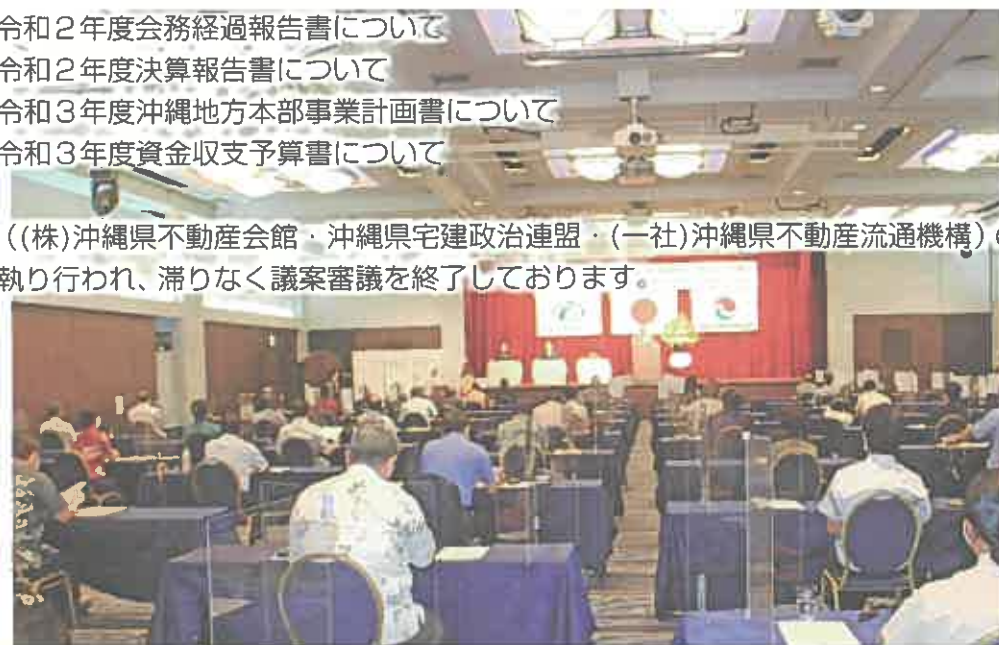 令和２年度会務経過報告書について
令和２年度決算報告書について
令和３年度沖縄地方本部事業計画書について
令和３年度資金収支予算書について
（(株)沖縄県不動産会館・沖縄県宅建政治連盟・(一社)沖縄県不動産流通機構）
執り行われ、滞りなく議案審議を終了しております。